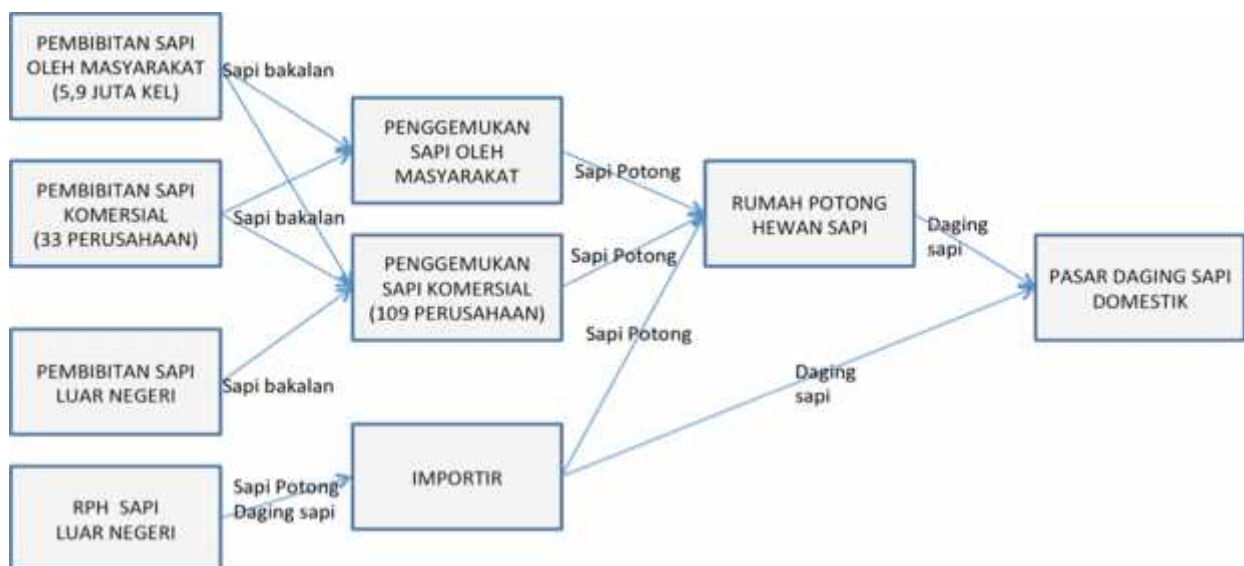 PEMBIBITAN SAPI
OLEH MASYARAKAT
(5,9 JUTA KEL)
Sapi bakalan
PEMBIBITAN SAPI
KOMERSIAL
(33 PERUSAHAAN)
Sapi bakalan
PEMBIBITAN SAPI
LUAR NEGERI
Sapi bakalan
RPH SAPI
LUAR NEGERI
Sapi Potong
Daging sapi
PENGGEMUKAN
SAPI OLEH
MASYARAKAT
Sapi Potong
PENGGEMUKAN
SAPI KOMERSIAL
(109 PERUSAHAAN)
Sapi Potong
IMPORTIR
Sapi Potong
RUMAH POTONG
HEWAN SAPI
Daging
sapi
Daging
sapi
PASAR DAGING SAPI
DOMESTIK